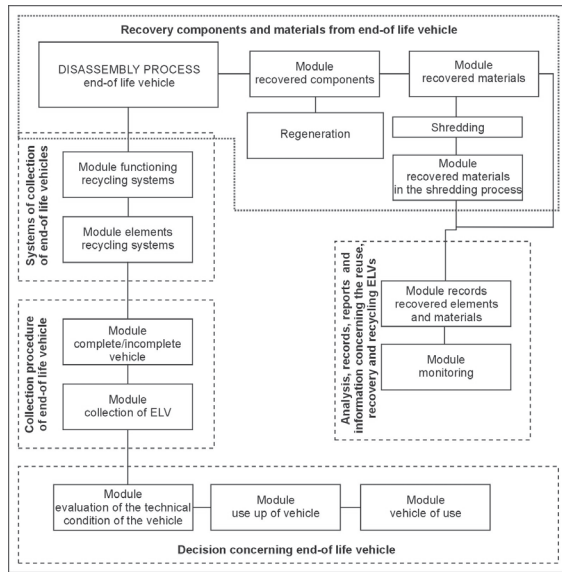 Recovery components and materials from end-of life vehicle
DISASSEMBLY PROCESS
end-of life vehicle
Module
recovered components
Module
recovered materials
Regeneration
Shredding
Module
recovered materials
in the shredding process
Systems of collection
of end-of life vehicles
Module functioning
recycling systems
Module elements
recycling systems
Analysis, records, reports and
information concerning the reuse,
recovery and recycling ELVs
Module records
recovered elements
and materials
Module
monitoring
Collection procedure
of end-of life vehicle
Module
complete/incomplete
vehicle
Module
collection of ELV
Module
evaluation of the technical
condition of the vehicle
Module
use up of vehicle
Module
vehicle of use
Decision concerning end-of life vehicle